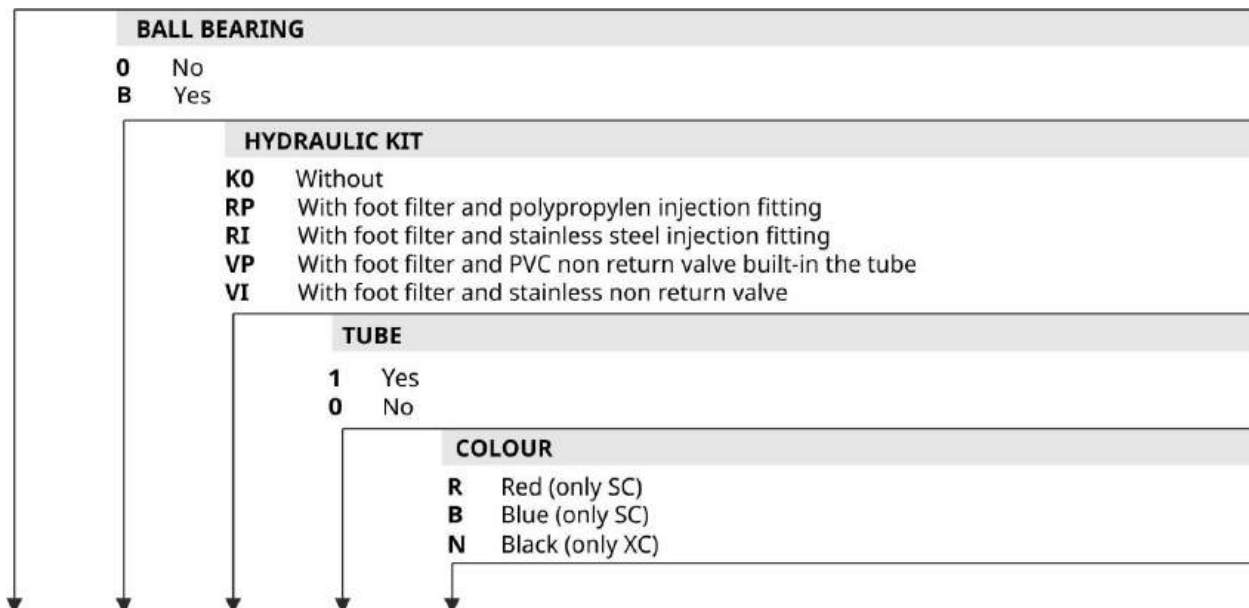 BALL BEARING
0 No
B Yes
HYDRAULIC KIT
K0 Without
RP With foot filter and polypropylen injection fitting
RI With foot filter and stainless steel injection fitting
VP With foot filter and PVC non return valve built-in the tube
VI With foot filter and stainless non return valve
TUBE
1 Yes
0 No
COLOUR
R Red (only SC)
B Blue (only SC)
N Black (only XC)